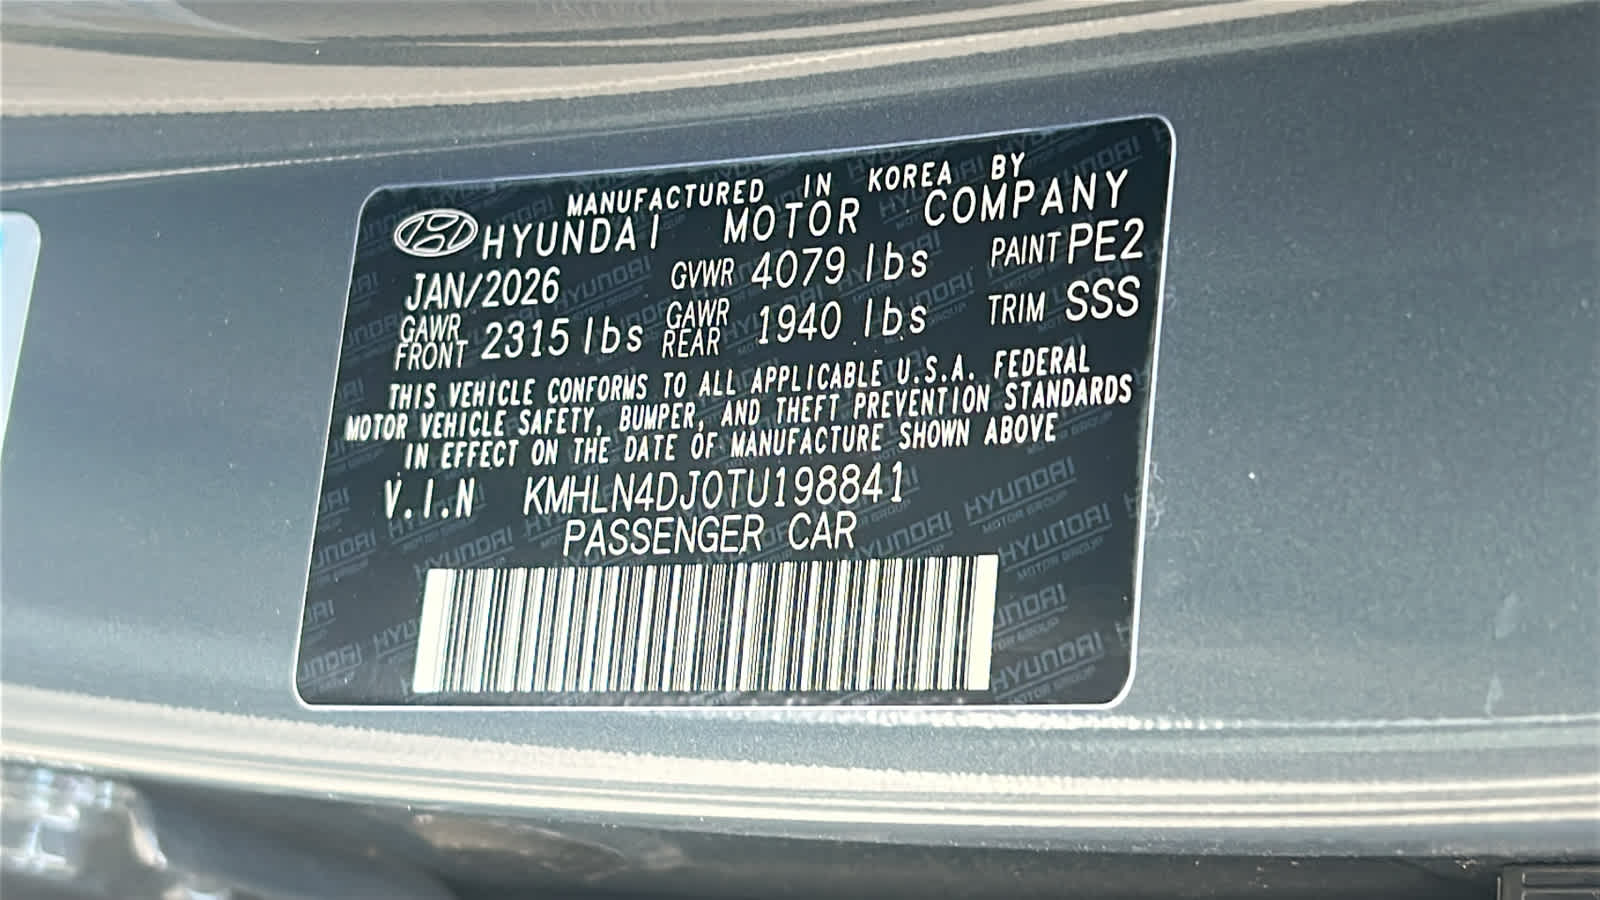 MANUFACTURED IN KOREA BY
HYUNDAI MOTOR COMPANY
JAN/2026 GVWR 4079 lbs PAINT PE2
GAWR FRONT 2315 lbs GAWR REAR 1940 lbs TRIM SSS
THIS VEHICLE CONFORMS TO ALL APPLICABLE U.S.A. FEDERAL
MOTOR VEHICLE SAFETY, BUMPER, AND THEFT PREVENTION STANDARDS
IN EFFECT ON THE DATE OF MANUFACTURE SHOWN ABOVE
V.I.N KMHLN4DJ0TU198841
PASSENGER CAR